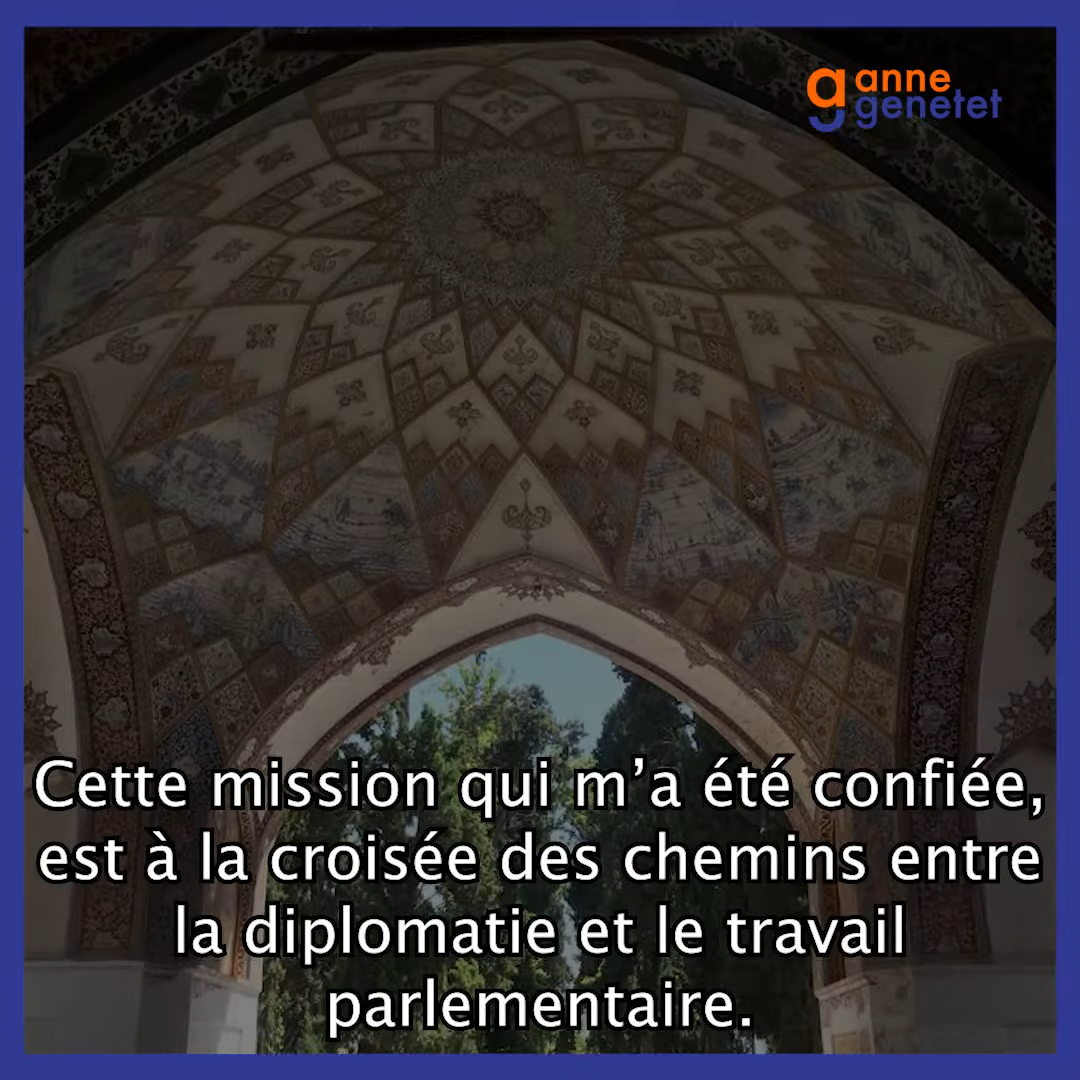 anne
genetet
Cette mission qui m’a été confiée,
est à la croisée des chemins entre
la diplomatie et le travail
parlementaire.